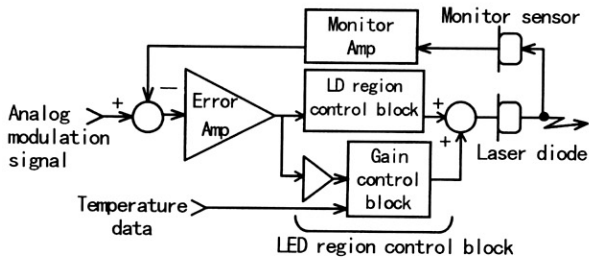 Monitor sensor
Monitor
Amp
−
+
Analog
modulation
signal
Error
Amp
LD region
control block
+
+
Laser diode
Gain
control
block
Temperature
data
LED region control block